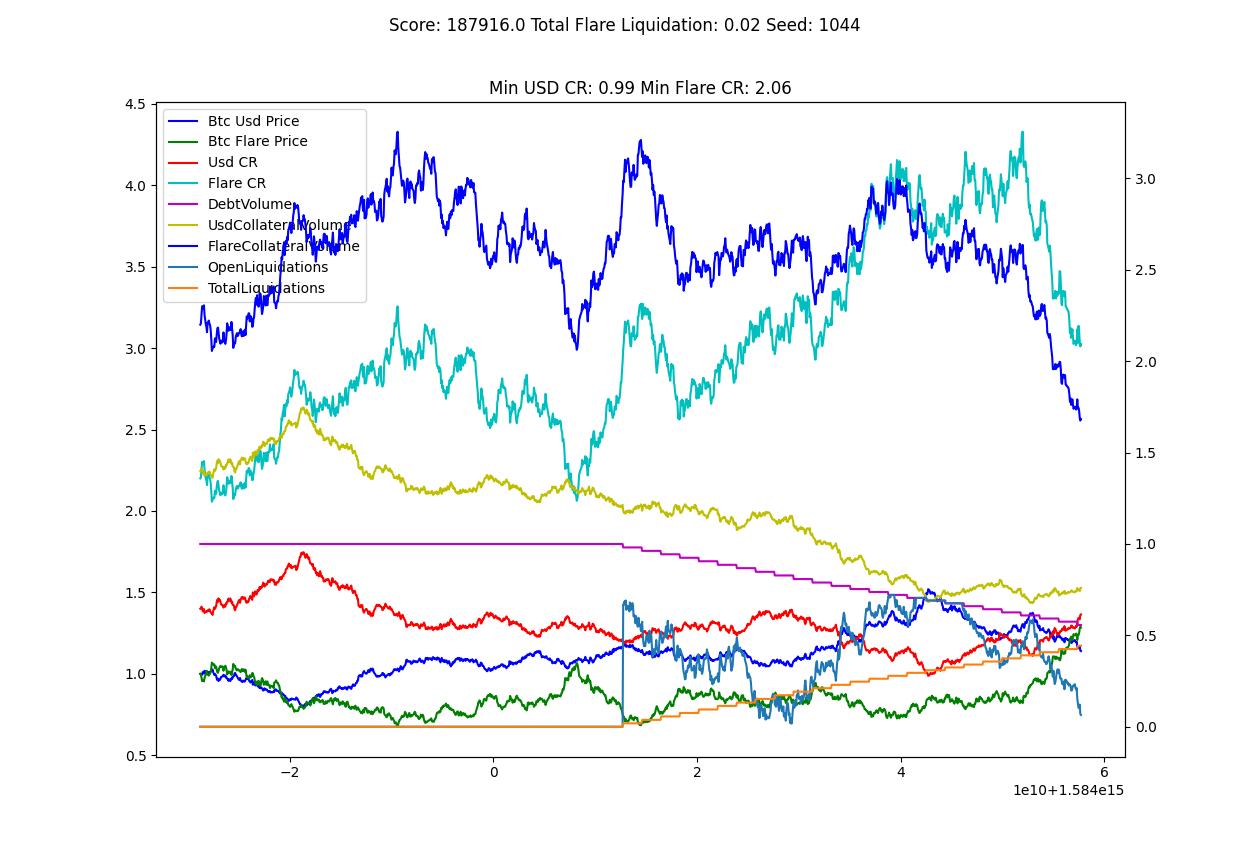 Score: 187916.0 Total Flare Liquidation: 0.02 Seed: 1044
Min USD CR: 0.99 Min Flare CR: 2.06
Btc Usd Price
Btc Flare Price
Usd CR
Flare CR
DebtVolume
UsdCollateralVolume
FlareCollateralVolume
OpenLiquidations
TotalLiquidations
4.5
4.0
3.5
3.0
2.5
2.0
1.5
1.0
0.5
3.0
2.5
2.0
1.5
1.0
0.5
0.0
−2 0 2 4 6
1e10+1.584e15